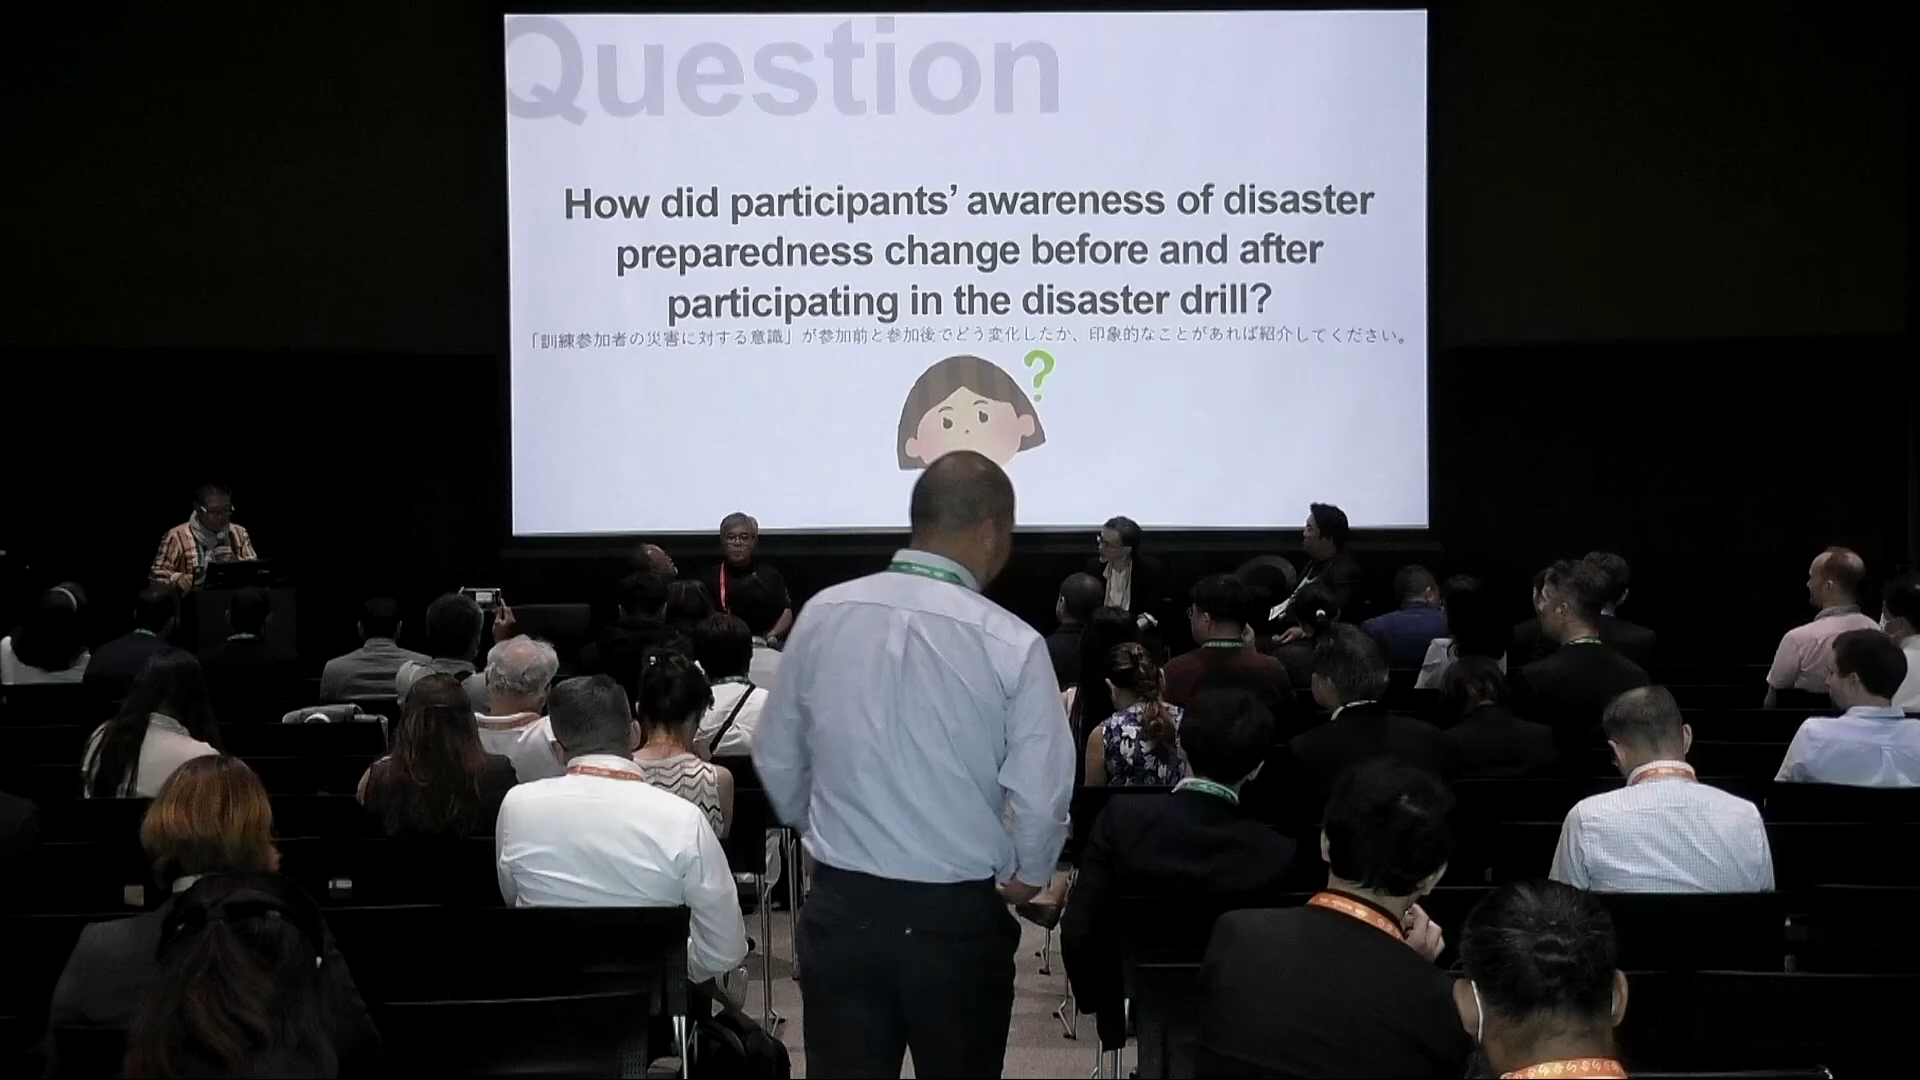 Question
How did participants’ awareness of disaster
preparedness change before and after
participating in the disaster drill?
「訓練参加者の災害に対する意識」が参加前と参加後でどう変化したか、印象的なことがあれば紹介してください。
?